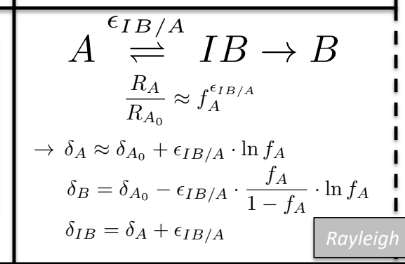 A ⇌ϵ_{IB/A} IB → B
R_A / R_{A_0} ≈ f_A^{ϵ_{IB/A}}
→ δ_A ≈ δ_{A_0} + ϵ_{IB/A} · ln f_A
δ_B = δ_{A_0} − ϵ_{IB/A} · f_A / (1 − f_A) · ln f_A
δ_{IB} = δ_A + ϵ_{IB/A}
Rayleigh